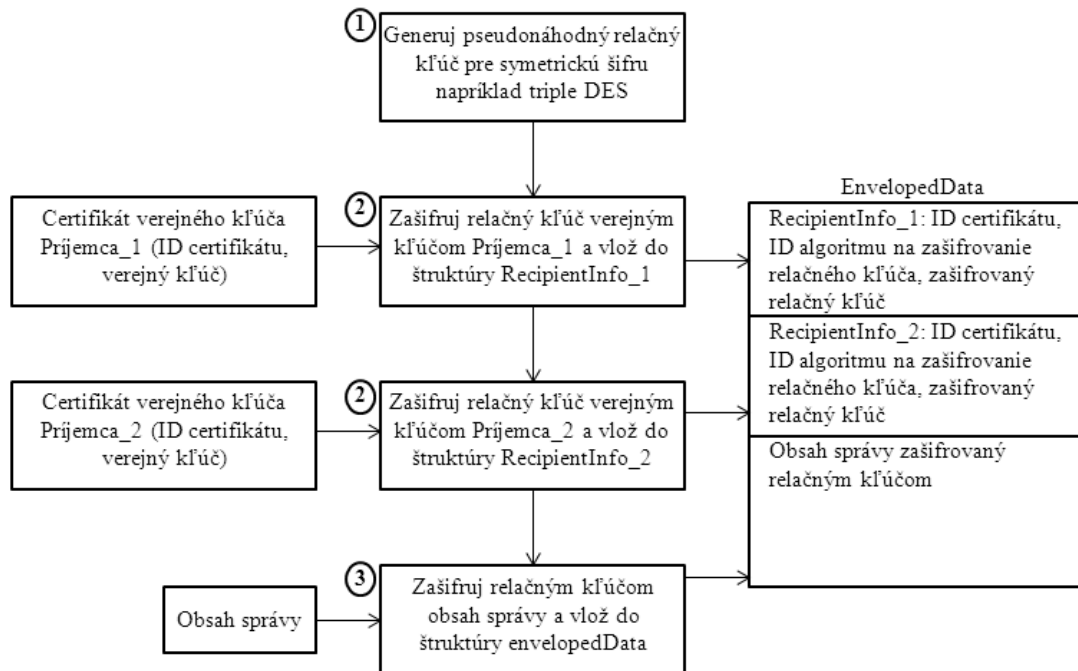 1
Generuj pseudonáhodný relačný
kľúč pre symetrickú šifru
napríklad triple DES
Certifikát verejného kľúča
Príjemca_1 (ID certifikátu,
verejný kľúč)
2
Zašifruj relačný kľúč verejným
kľúčom Príjemca_1 a vlož do
štruktúry RecipientInfo_1
EnvelopedData
RecipientInfo_1: ID certifikátu,
ID algoritmu na zašifrovanie
relačného kľúča, zašifrovaný
relačný kľúč
RecipientInfo_2: ID certifikátu,
ID algoritmu na zašifrovanie
relačného kľúča, zašifrovaný
relačný kľúč
Certifikát verejného kľúča
Príjemca_2 (ID certifikátu,
verejný kľúč)
2
Zašifruj relačný kľúč verejným
kľúčom Príjemca_2 a vlož do
štruktúry RecipientInfo_2
Obsah správy zašifrovaný
relačným kľúčom
Obsah správy
3
Zašifruj relačným kľúčom
obsah správy a vlož do
štruktúry envelopedData